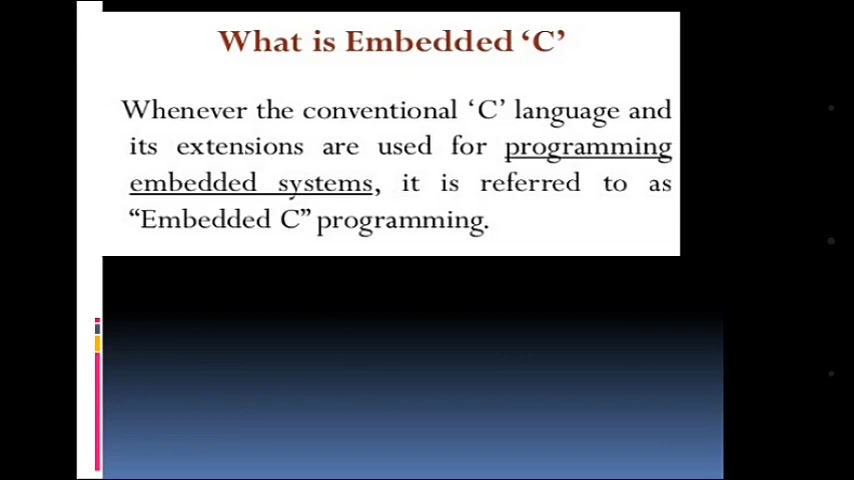 What is Embedded ‘C’
Whenever the conventional ‘C’ language and
its extensions are used for programming
embedded systems, it is referred to as
“Embedded C” programming.